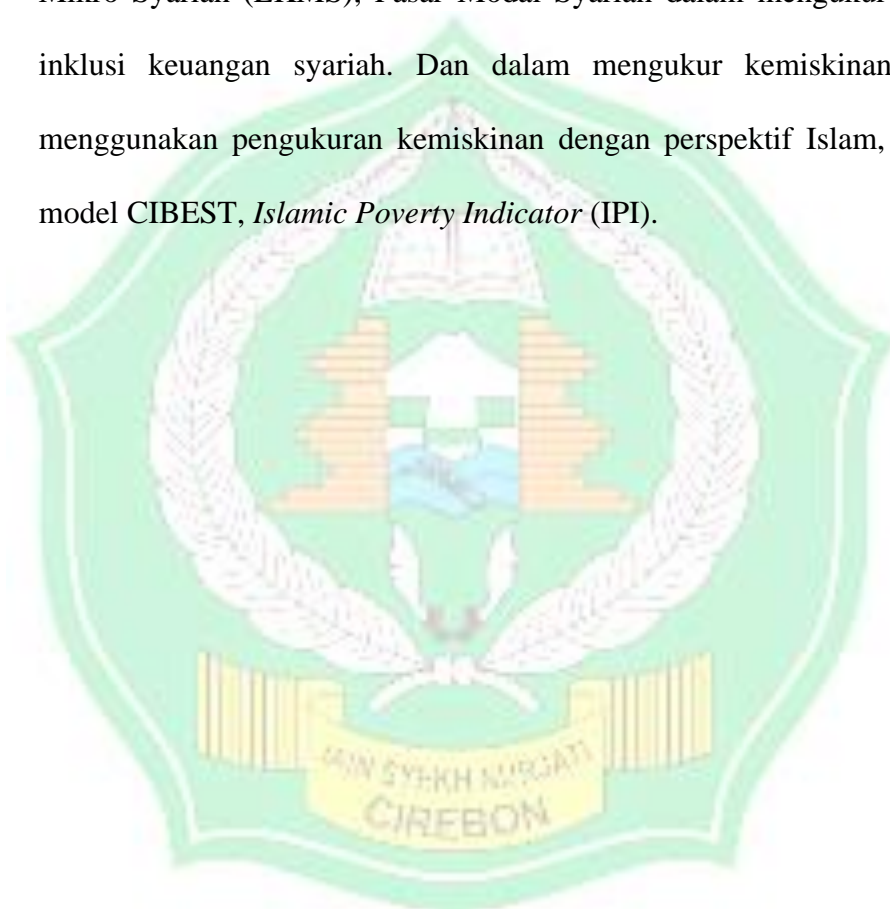 Mikro Syariah (LKMS), Pasar Modal Syariah dalam mengukur
inklusi keuangan syariah. Dan dalam mengukur kemiskinan
menggunakan pengukuran kemiskinan dengan perspektif Islam,
model CIBEST, Islamic Poverty Indicator (IPI).
IAIN SYEKH NURJATI
CIREBON